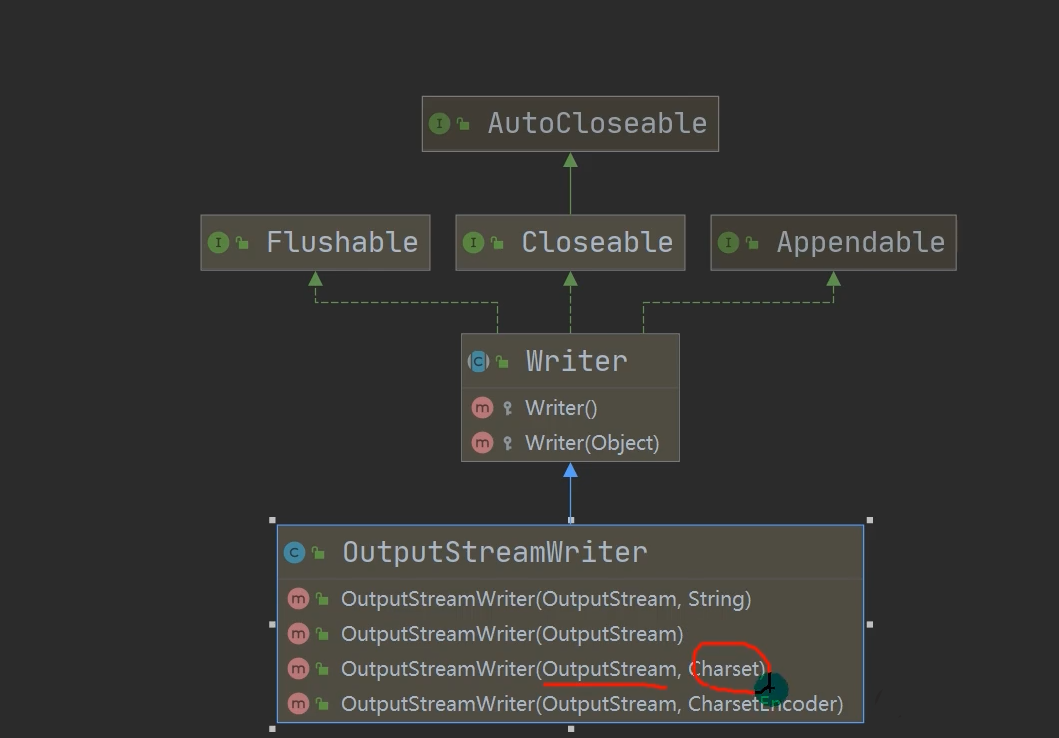 AutoCloseable
Flushable
Closeable
Appendable
Writer
Writer()
Writer(Object)
OutputStreamWriter
OutputStreamWriter(OutputStream, String)
OutputStreamWriter(OutputStream)
OutputStreamWriter(OutputStream, Charset)
OutputStreamWriter(OutputStream, CharsetEncoder)